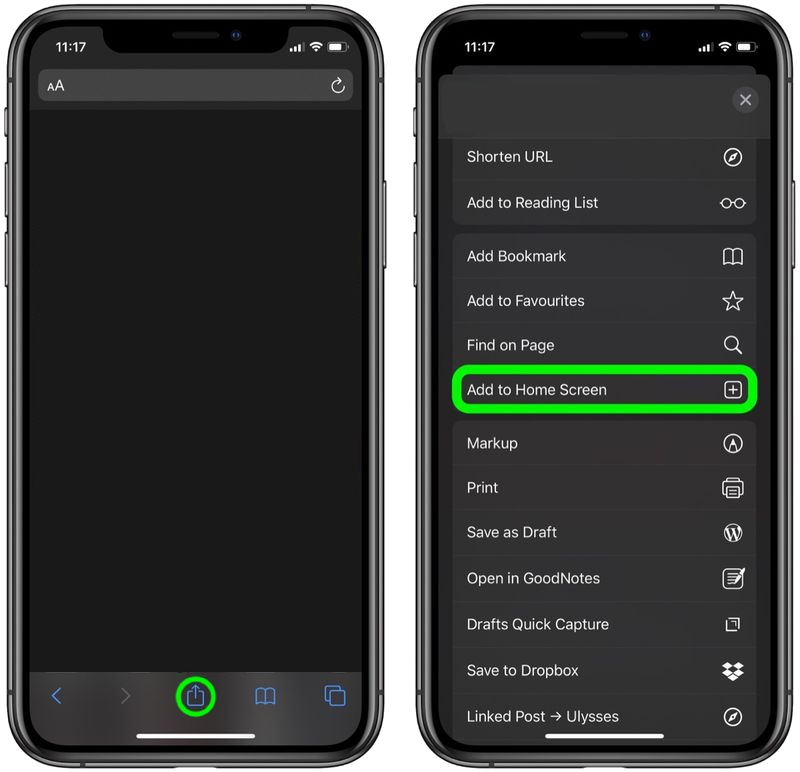 11:17
AA
11:17
Shorten URL
Add to Reading List
Add Bookmark
Add to Favourites
Find on Page
Add to Home Screen
Markup
Print
Save as Draft
Open in GoodNotes
Drafts Quick Capture
Save to Dropbox
Linked Post → Ulysses